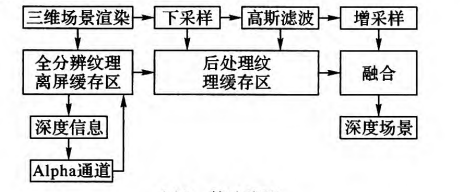 三维场景渲染
下采样
高斯滤波
增采样
全分辨纹理
离屏缓存区
后处理纹
理缓存区
融合
深度信息
深度场景
Alpha通道